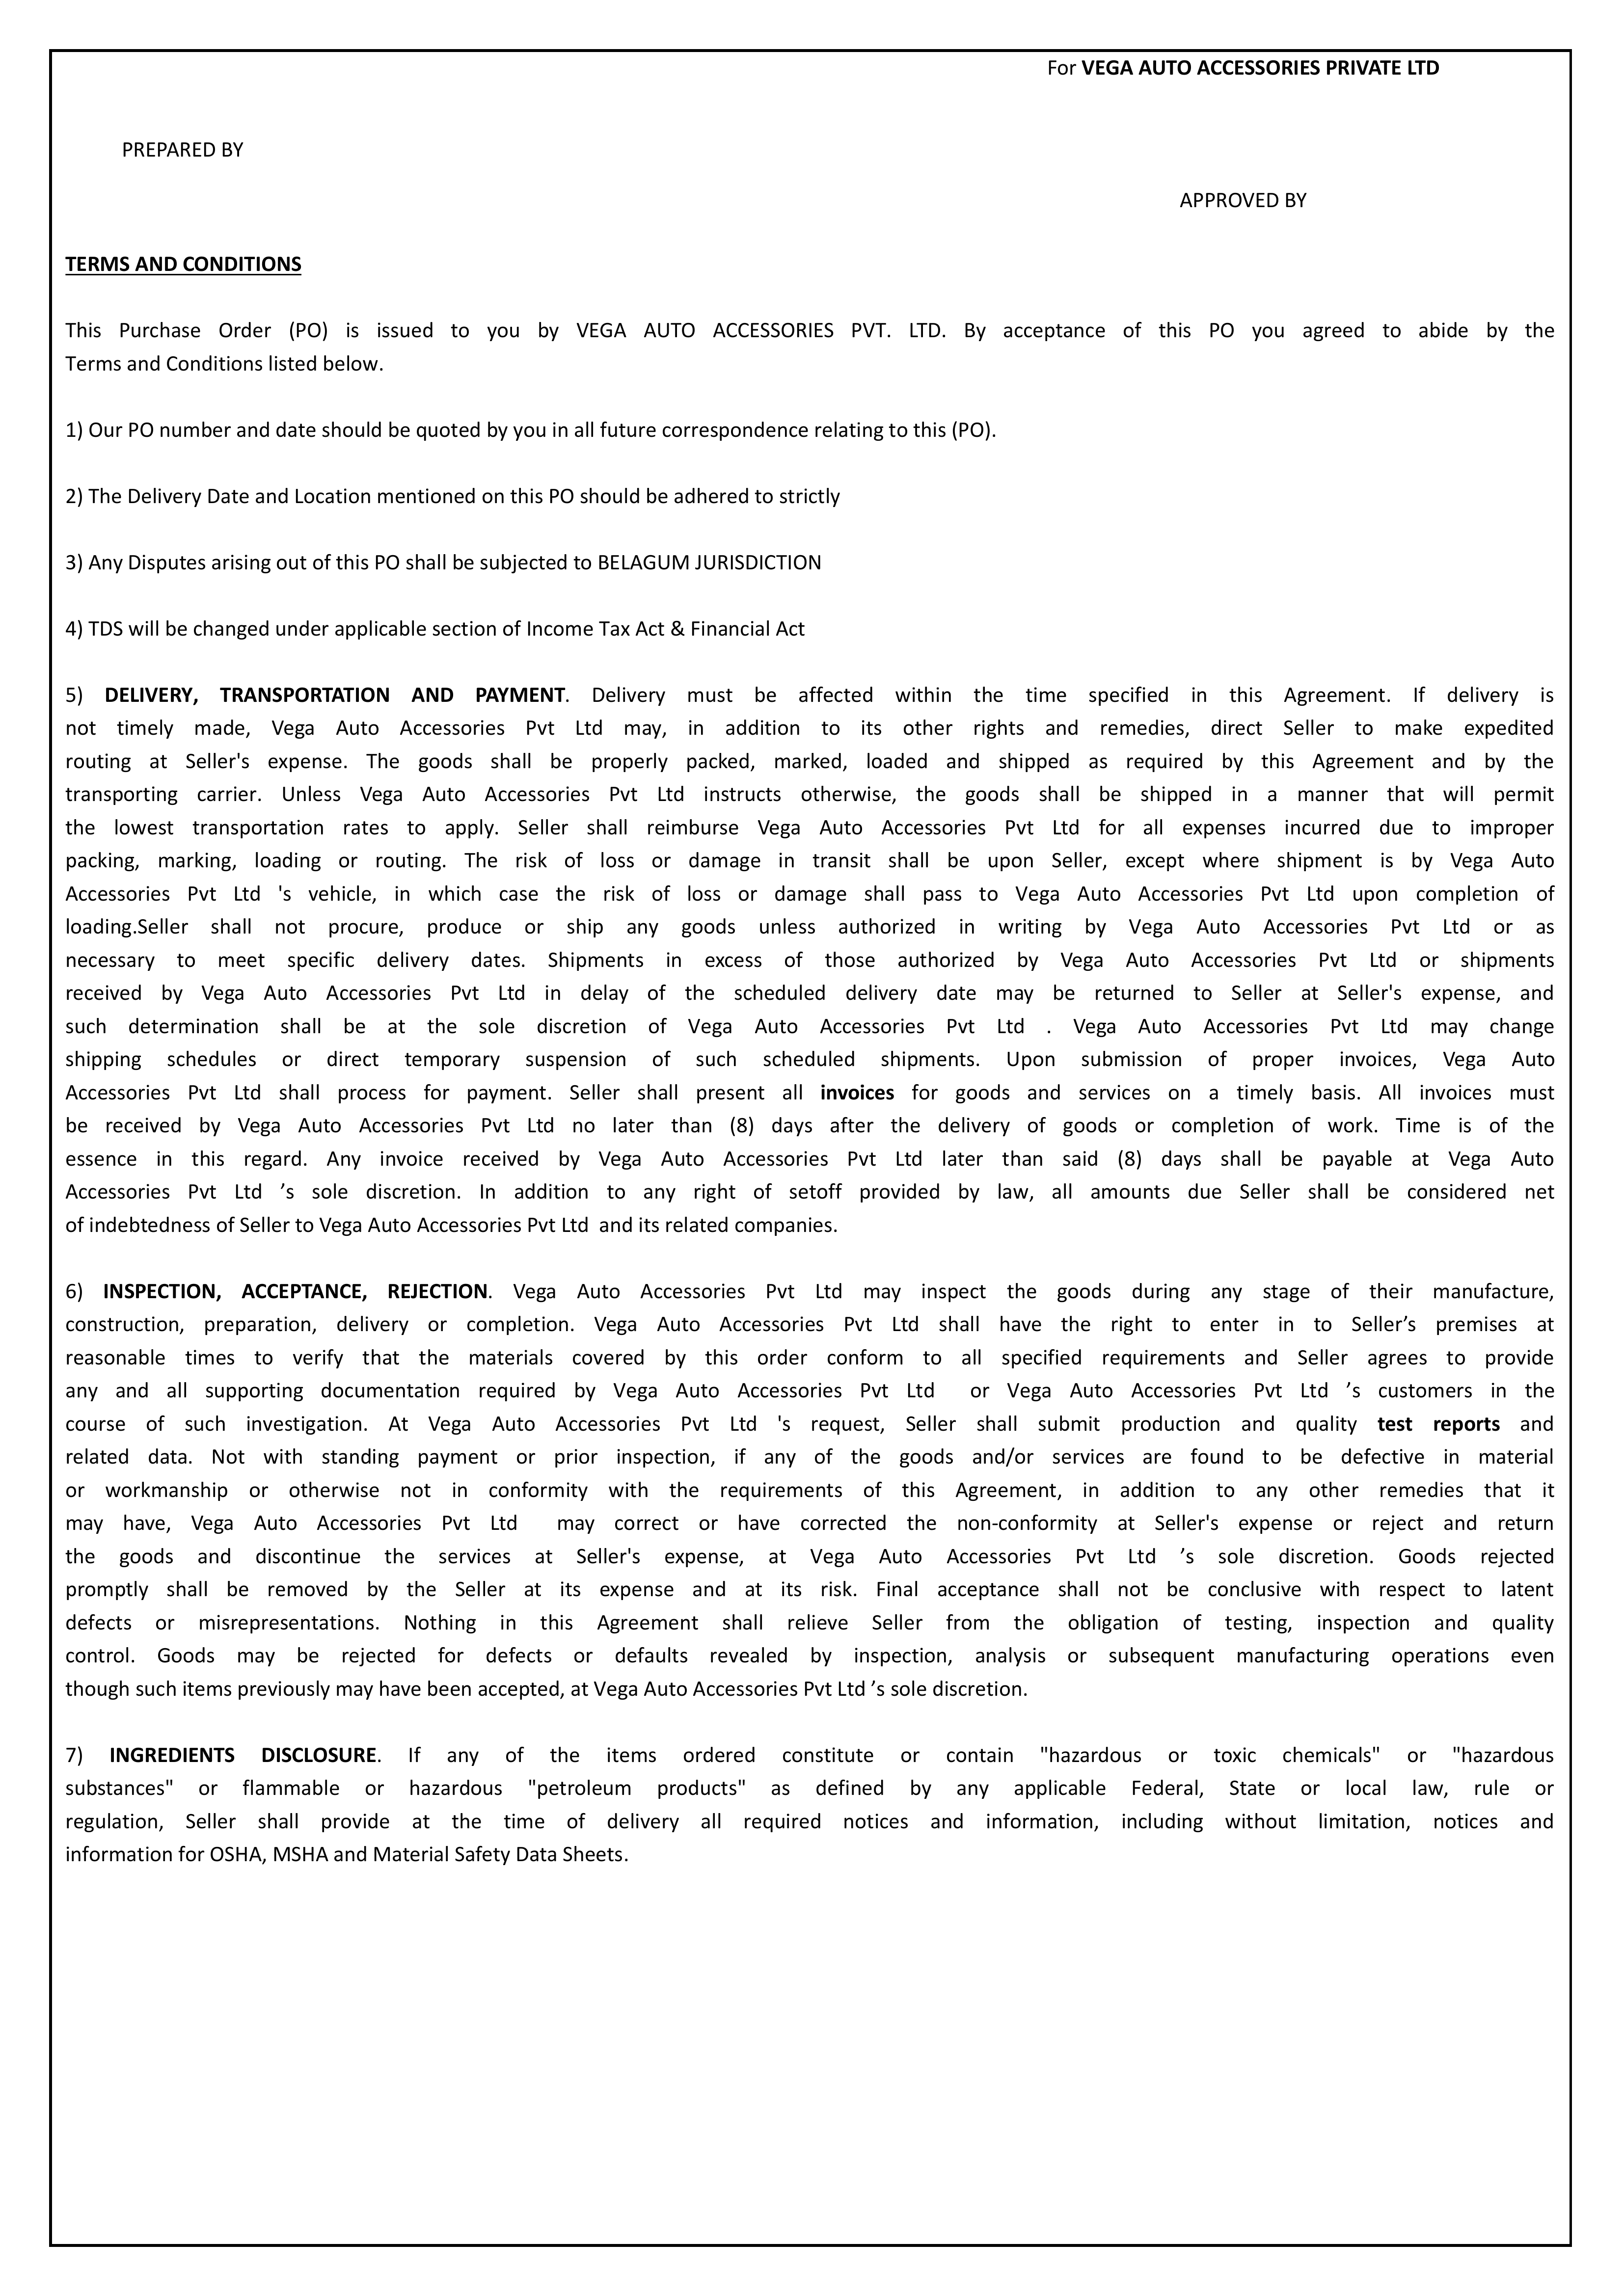 For VEGA AUTO ACCESSORIES PRIVATE LTD
PREPARED BY
APPROVED BY
TERMS AND CONDITIONS
This Purchase Order (PO) is issued to you by VEGA AUTO ACCESSORIES PVT. LTD. By acceptance of this PO you agreed to abide by the
Terms and Conditions listed below.
1) Our PO number and date should be quoted by you in all future correspondence relating to this (PO).
2) The Delivery Date and Location mentioned on this PO should be adhered to strictly
3) Any Disputes arising out of this PO shall be subjected to BELAGUM JURISDICTION
4) TDS will be changed under applicable section of Income Tax Act & Financial Act
5) DELIVERY, TRANSPORTATION AND PAYMENT. Delivery must be affected within the time specified in this Agreement. If delivery is
not timely made, Vega Auto Accessories Pvt Ltd may, in addition to its other rights and remedies, direct Seller to make expedited
routing at Seller's expense. The goods shall be properly packed, marked, loaded and shipped as required by this Agreement and by the
transporting carrier. Unless Vega Auto Accessories Pvt Ltd instructs otherwise, the goods shall be shipped in a manner that will permit
the lowest transportation rates to apply. Seller shall reimburse Vega Auto Accessories Pvt Ltd for all expenses incurred due to improper
packing, marking, loading or routing. The risk of loss or damage in transit shall be upon Seller, except where shipment is by Vega Auto
Accessories Pvt Ltd 's vehicle, in which case the risk of loss or damage shall pass to Vega Auto Accessories Pvt Ltd upon completion of
loading.Seller shall not procure, produce or ship any goods unless authorized in writing by Vega Auto Accessories Pvt Ltd or as
necessary to meet specific delivery dates. Shipments in excess of those authorized by Vega Auto Accessories Pvt Ltd or shipments
received by Vega Auto Accessories Pvt Ltd in delay of the scheduled delivery date may be returned to Seller at Seller's expense, and
such determination shall be at the sole discretion of Vega Auto Accessories Pvt Ltd . Vega Auto Accessories Pvt Ltd may change
shipping schedules or direct temporary suspension of such scheduled shipments. Upon submission of proper invoices, Vega Auto
Accessories Pvt Ltd shall process for payment. Seller shall present all invoices for goods and services on a timely basis. All invoices must
be received by Vega Auto Accessories Pvt Ltd no later than (8) days after the delivery of goods or completion of work. Time is of the
essence in this regard. Any invoice received by Vega Auto Accessories Pvt Ltd later than said (8) days shall be payable at Vega Auto
Accessories Pvt Ltd ’s sole discretion. In addition to any right of setoff provided by law, all amounts due Seller shall be considered net
of indebtedness of Seller to Vega Auto Accessories Pvt Ltd and its related companies.
6) INSPECTION, ACCEPTANCE, REJECTION. Vega Auto Accessories Pvt Ltd may inspect the goods during any stage of their manufacture,
construction, preparation, delivery or completion. Vega Auto Accessories Pvt Ltd shall have the right to enter in to Seller’s premises at
reasonable times to verify that the materials covered by this order conform to all specified requirements and Seller agrees to provide
any and all supporting documentation required by Vega Auto Accessories Pvt Ltd or Vega Auto Accessories Pvt Ltd ’s customers in the
course of such investigation. At Vega Auto Accessories Pvt Ltd 's request, Seller shall submit production and quality test reports and
related data. Not with standing payment or prior inspection, if any of the goods and/or services are found to be defective in material
or workmanship or otherwise not in conformity with the requirements of this Agreement, in addition to any other remedies that it
may have, Vega Auto Accessories Pvt Ltd may correct or have corrected the non-conformity at Seller's expense or reject and return
the goods and discontinue the services at Seller's expense, at Vega Auto Accessories Pvt Ltd ’s sole discretion. Goods rejected
promptly shall be removed by the Seller at its expense and at its risk. Final acceptance shall not be conclusive with respect to latent
defects or misrepresentations. Nothing in this Agreement shall relieve Seller from the obligation of testing, inspection and quality
control. Goods may be rejected for defects or defaults revealed by inspection, analysis or subsequent manufacturing operations even
though such items previously may have been accepted, at Vega Auto Accessories Pvt Ltd ’s sole discretion.
7) INGREDIENTS DISCLOSURE. If any of the items ordered constitute or contain "hazardous or toxic chemicals" or "hazardous
substances" or flammable or hazardous "petroleum products" as defined by any applicable Federal, State or local law, rule or
regulation, Seller shall provide at the time of delivery all required notices and information, including without limitation, notices and
information for OSHA, MSHA and Material Safety Data Sheets.